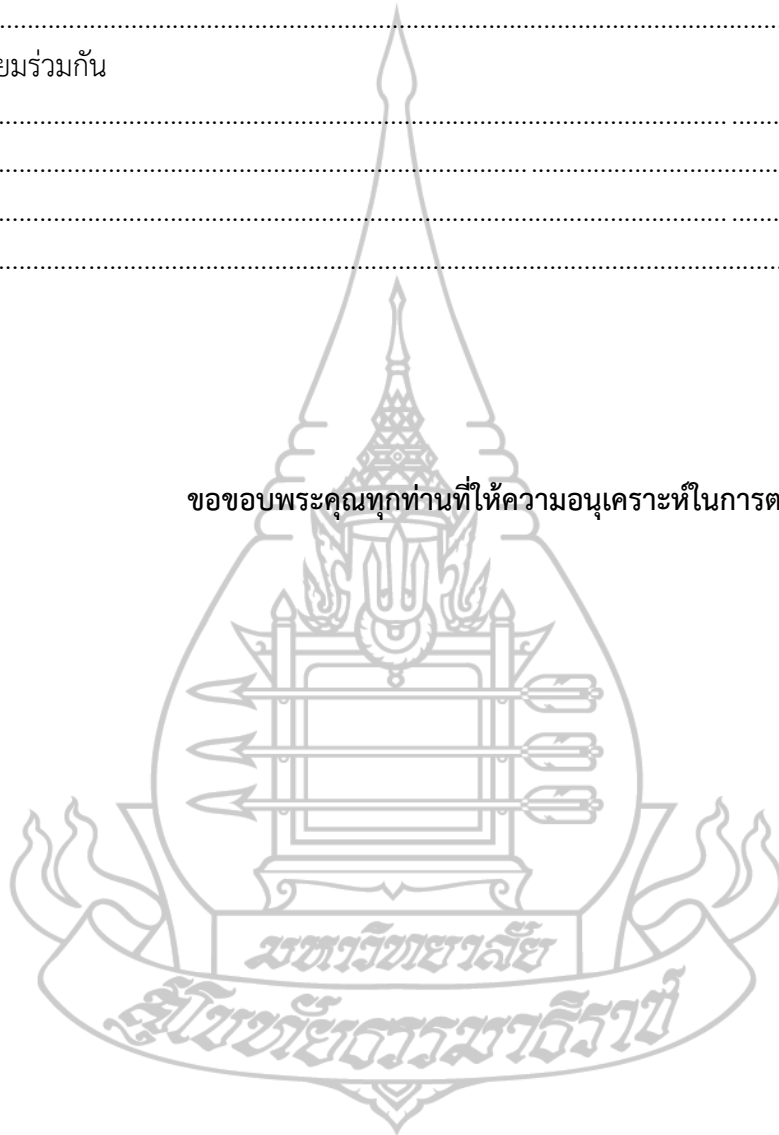 ยมร่วมกัน
ขอขอบพระคุณทุกท่านที่ให้ความอนุเคราะห์ในการต
มหาวิทยาลัย
สุโขทัยธรรมาธิราช